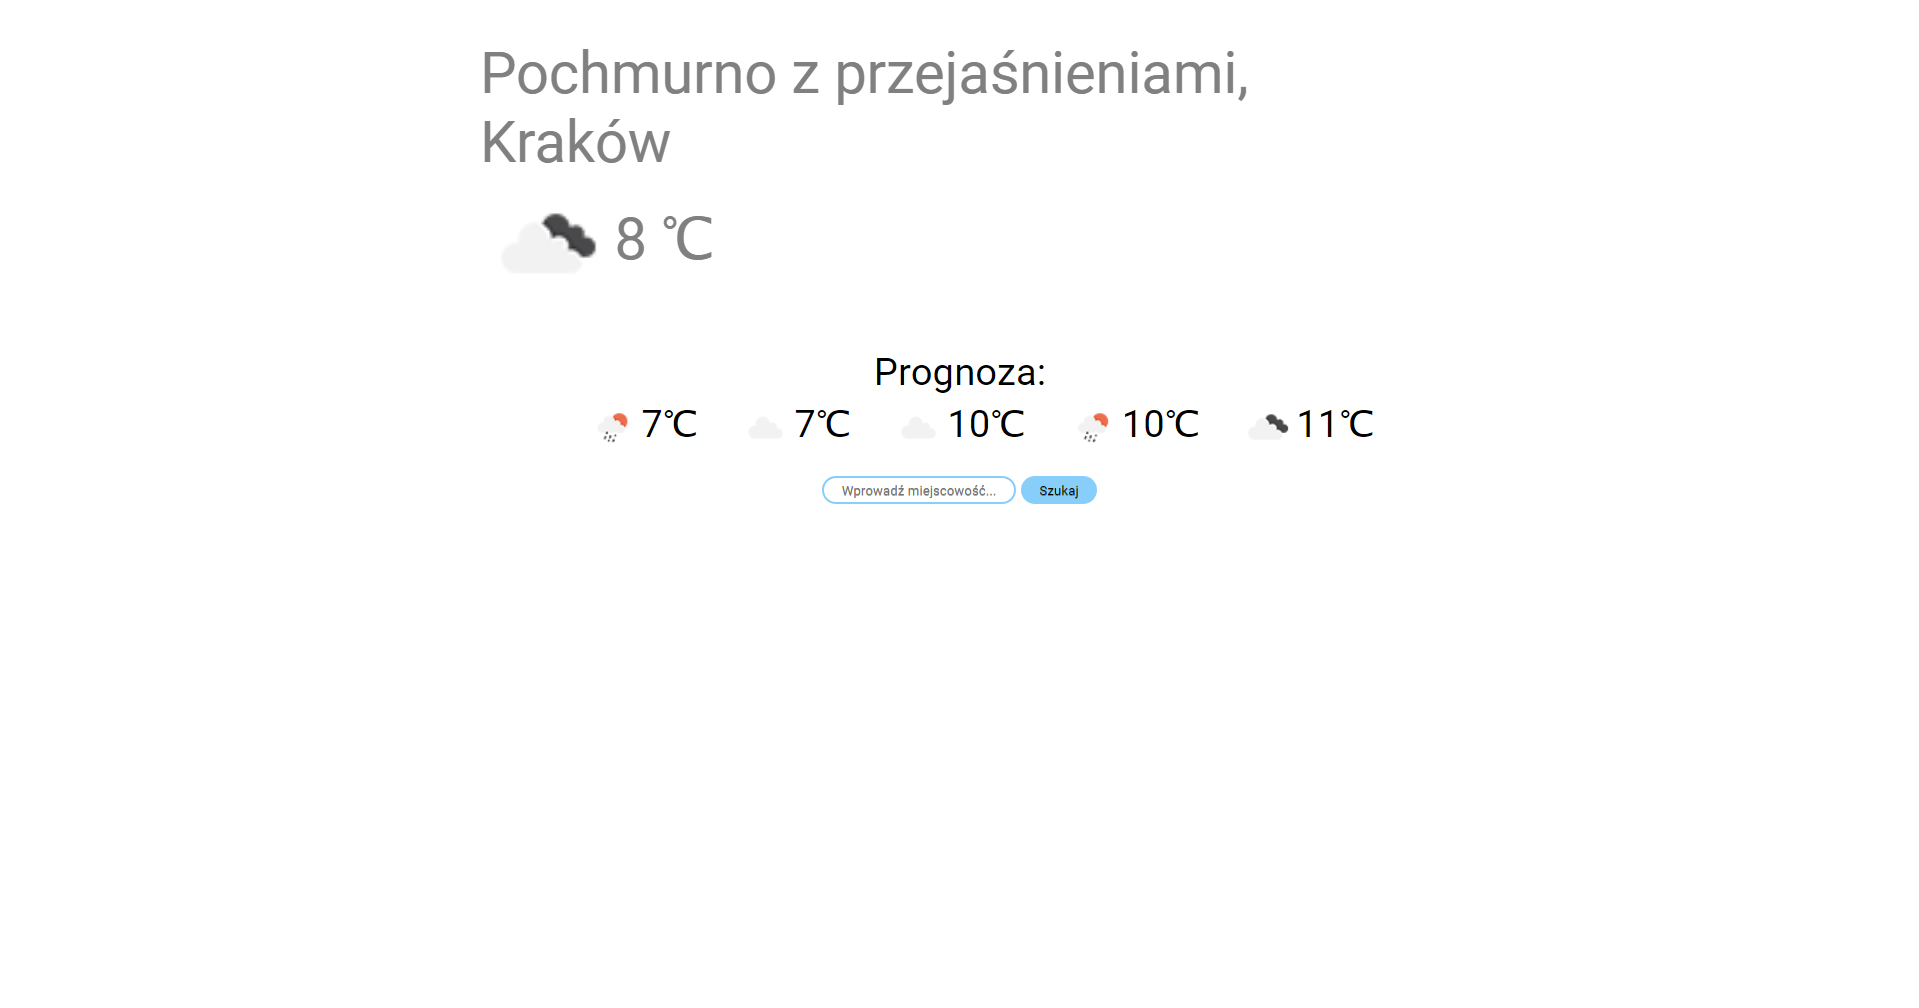 Pochmurno z przejaśnieniami,
Kraków
8 ℃
Prognoza:
7℃ 7℃ 10℃ 10℃ 11℃
Wprowadź miejscowość... Szukaj